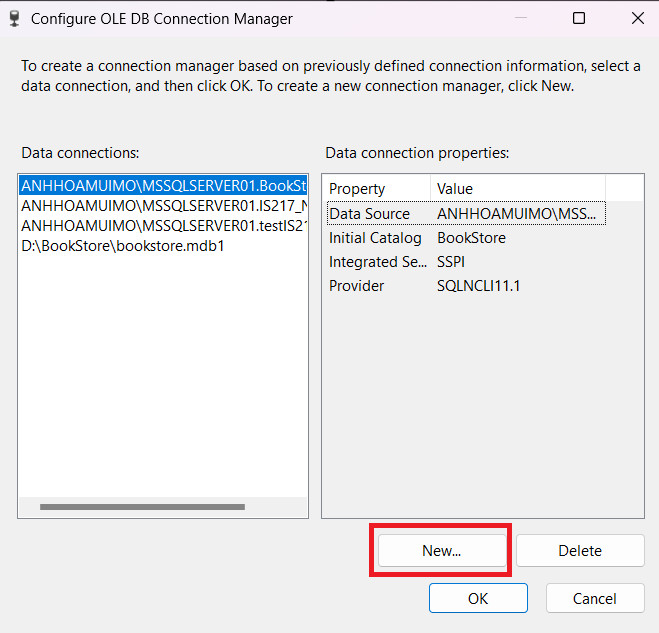 Configure OLE DB Connection Manager
To create a connection manager based on previously defined connection information, select a
data connection, and then click OK. To create a new connection manager, click New.
Data connections:
ANHHOAMUIMO\MSSQLSERVER01.BookSt
ANHHOAMUIMO\MSSQLSERVER01.IS217_N
ANHHOAMUIMO\MSSQLSERVER01.testIS21
D:\BookStore\bookstore.mdb1
Data connection properties:
Property Value
Data Source ANHHOAMUIMO\MSS...
Initial Catalog BookStore
Integrated Se... SSPI
Provider SQLNCLI11.1
New... Delete
OK Cancel